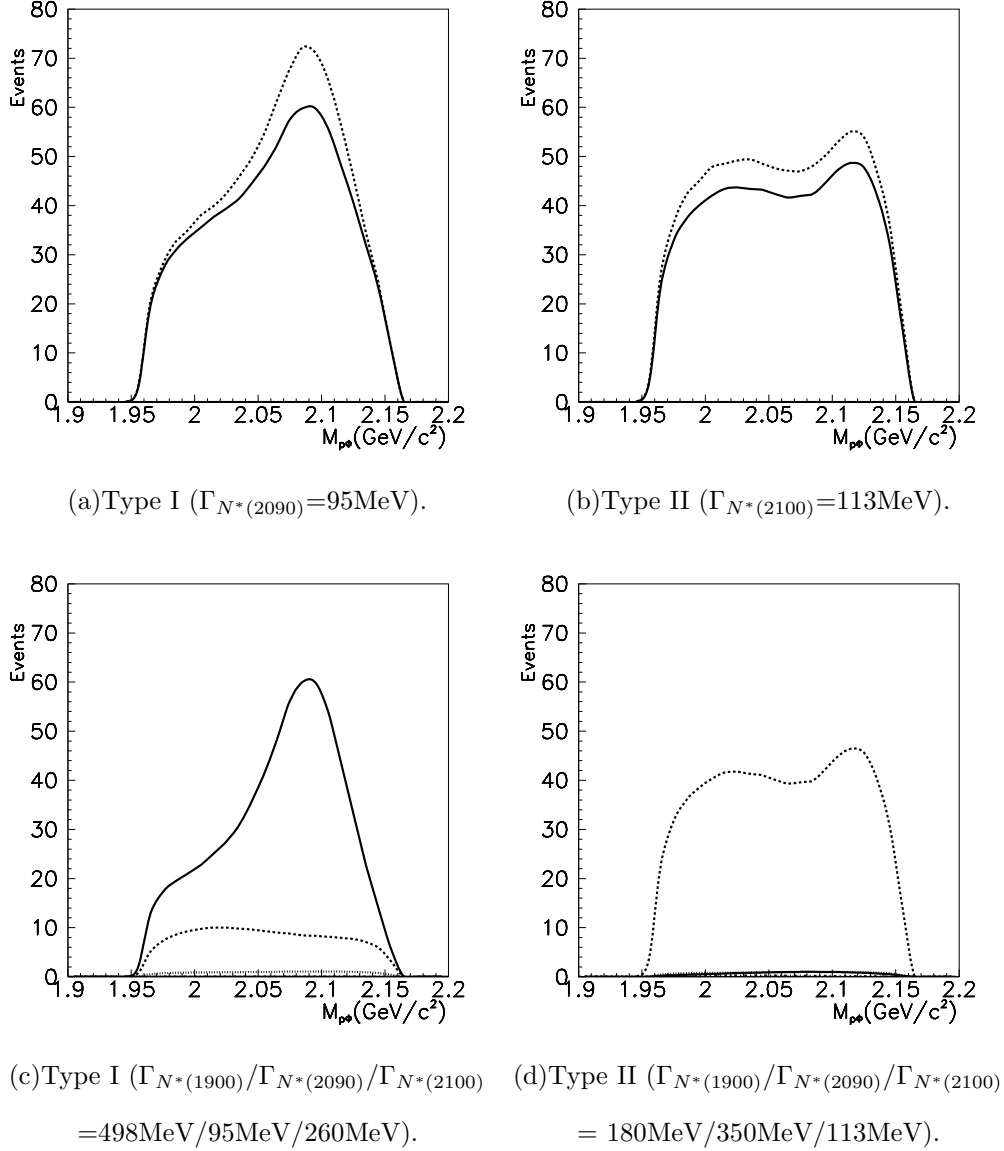 80
70
60
50
40
30
20
10
0
Events
1.9 1.95 2 2.05 2.1 2.15 2.2
M_{pΦ}(GeV/c²)
(a)Type I (Γ_{N*(2090)}=95MeV).
80
70
60
50
40
30
20
10
0
Events
1.9 1.95 2 2.05 2.1 2.15 2.2
M_{pΦ}(GeV/c²)
(b)Type II (Γ_{N*(2100)}=113MeV).
80
70
60
50
40
30
20
10
0
Events
1.9 1.95 2 2.05 2.1 2.15 2.2
M_{pΦ}(GeV/c²)
(c)Type I (Γ_{N*(1900)}/Γ_{N*(2090)}/Γ_{N*(2100)}
=498MeV/95MeV/260MeV).
80
70
60
50
40
30
20
10
0
Events
1.9 1.95 2 2.05 2.1 2.15 2.2
M_{pΦ}(GeV/c²)
(d)Type II (Γ_{N*(1900)}/Γ_{N*(2090)}/Γ_{N*(2100)}
= 180MeV/350MeV/113MeV).